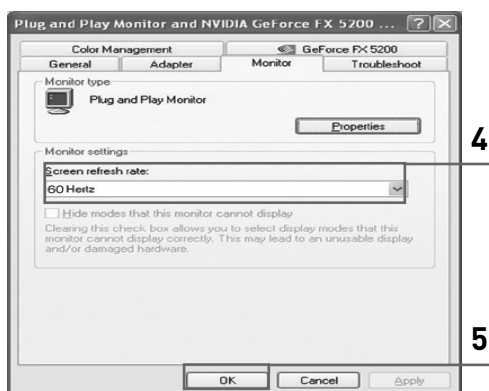 Plug and Play Monitor and NVIDIA GeForce FX 5200 ...
Color Management
GeForce FX 5200
General
Adapter
Monitor
Troubleshoot
Monitor type
Plug and Play Monitor
Properties
4
Monitor settings
Screen refresh rate:
60 Hertz
Hide modes that this monitor cannot display
Clearing this check box allows you to select display modes that this
monitor cannot display correctly. This may lead to an unusable display
and/or damaged hardware.
5
OK
Cancel
Apply